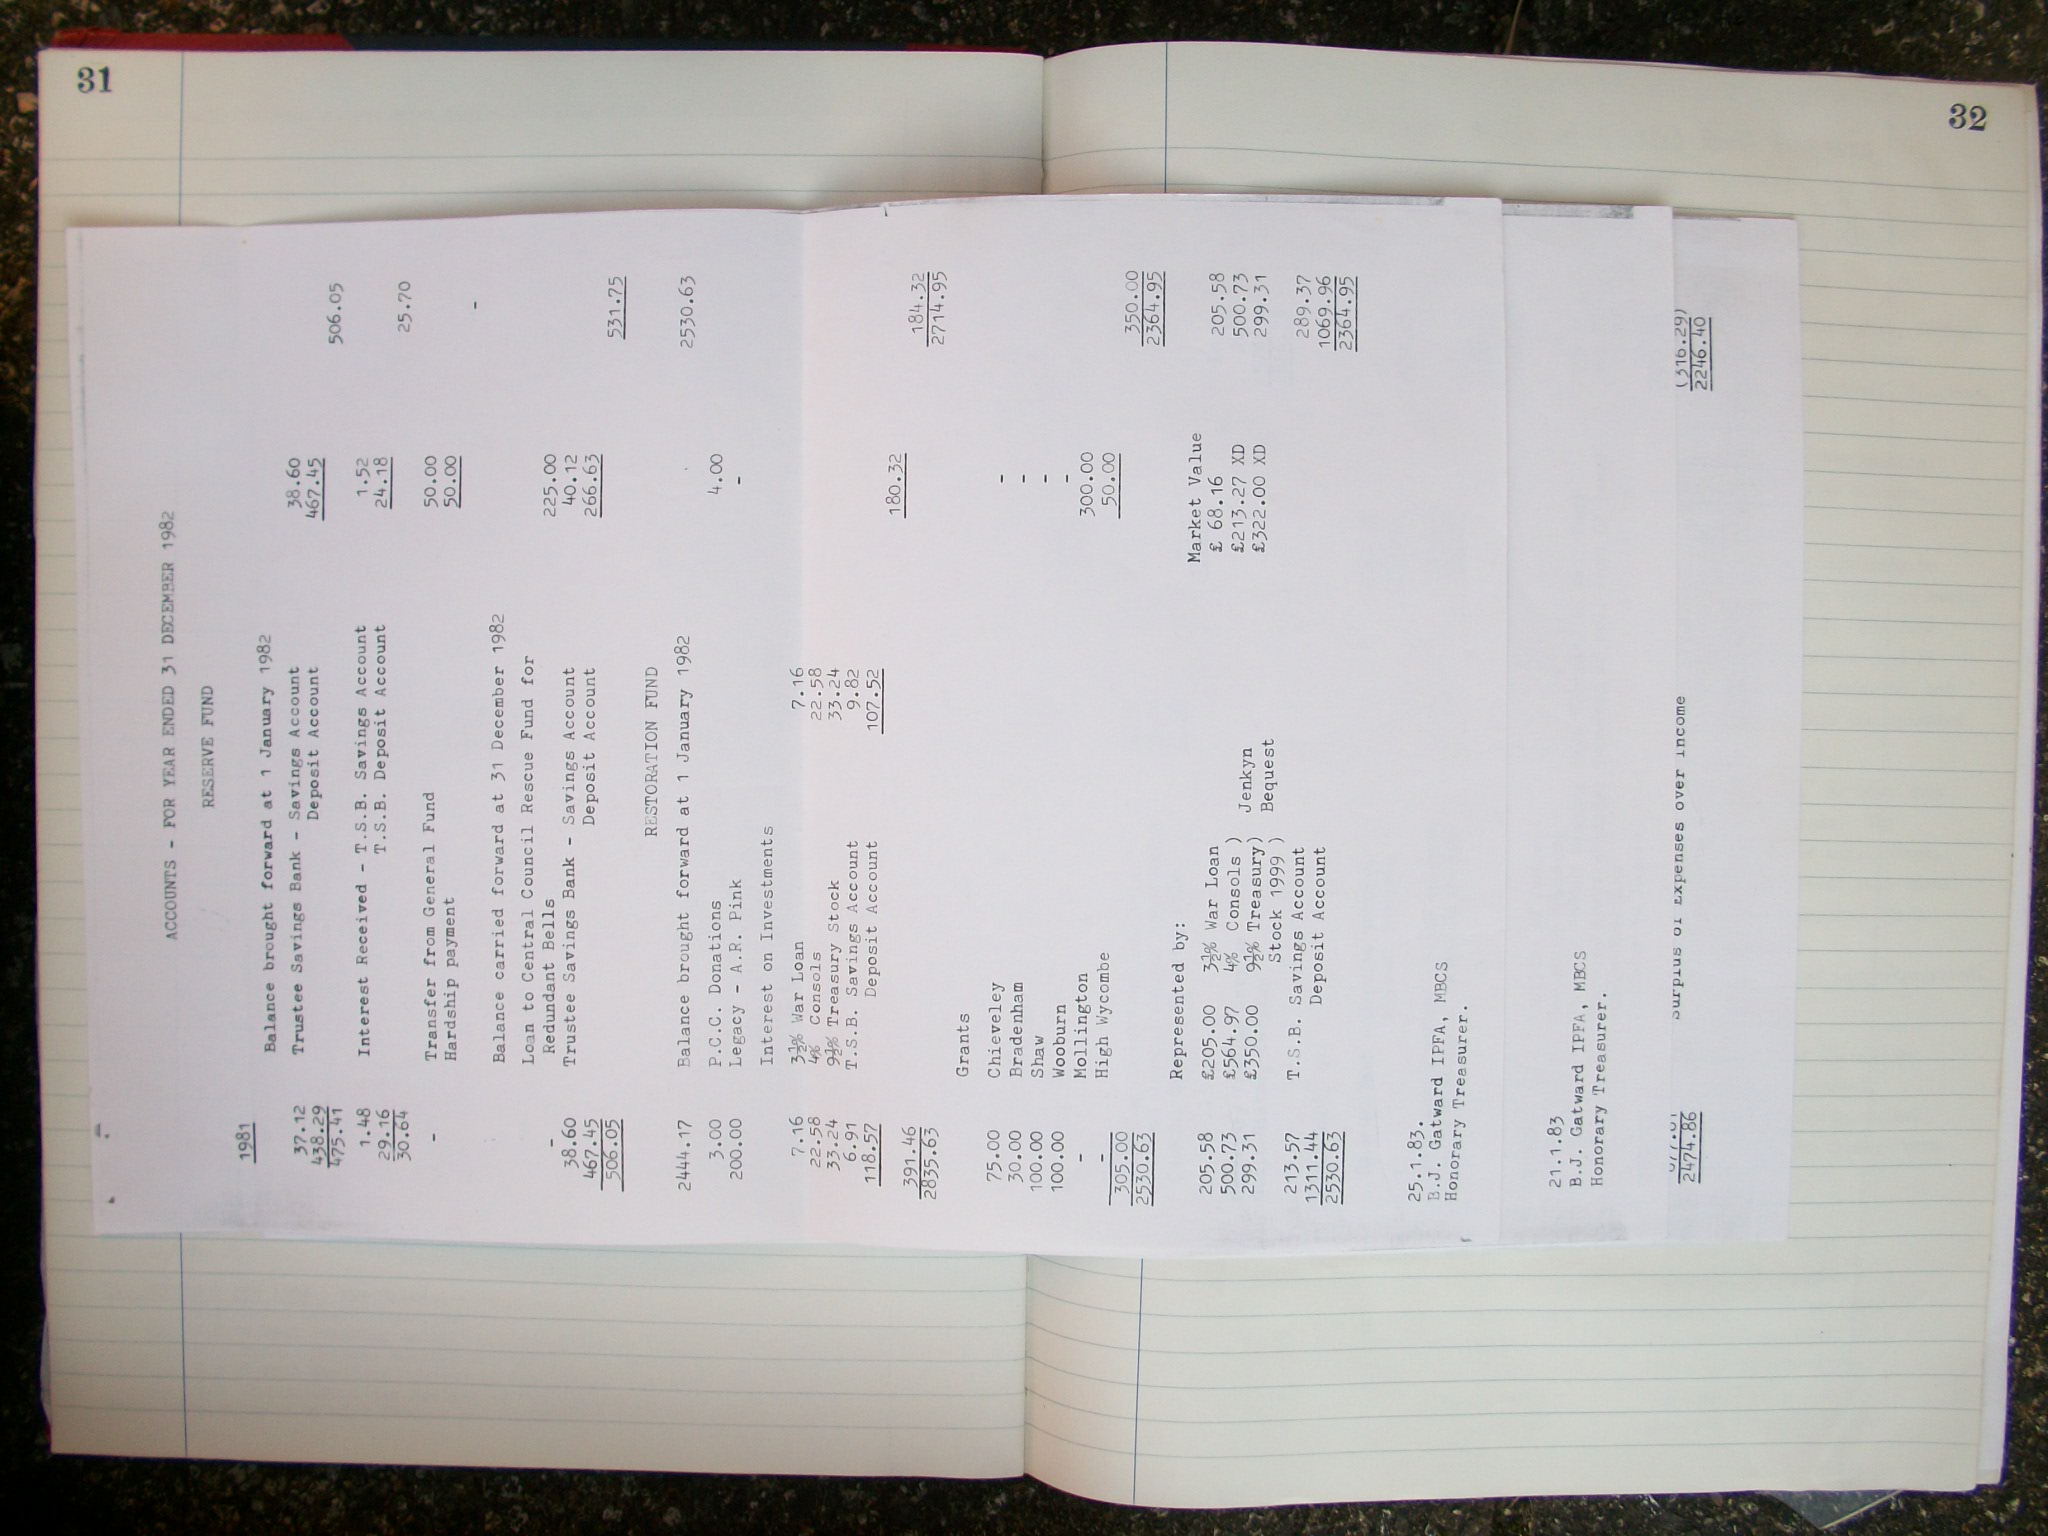 31
32
ACCOUNTS - FOR YEAR ENDED 31 DECEMBER 1982
RESERVE FUND
1981
Balance brought forward at 1 January 1982
37.12 Trustee Savings Bank - Savings Account 38.60
438.29 Deposit Account 467.45
475.41 506.05
1.48 Interest Received - T.S.B. Savings Account 1.52
29.16 T.S.B. Deposit Account 24.18
30.64 25.70
- Transfer from General Fund 50.00
Hardship payment 50.00
-
Balance carried forward at 31 December 1982
Loan to Central Council Rescue Fund for
- Redundant Bells 225.00
38.60 Trustee Savings Bank - Savings Account 40.12
467.45 Deposit Account 266.63
506.05 531.75
RESTORATION FUND
2444.17 Balance brought forward at 1 January 1982 2530.63
3.00 P.C.C. Donations 4.00
200.00 Legacy - A.R. Pink -
Interest on Investments
7.16 3½% War Loan 7.16
22.58 4% Consols 22.58
33.24 9½% Treasury Stock 33.24
6.91 T.S.B. Savings Account 9.82
118.57 Deposit Account 107.52
180.32
391.46 184.32
2835.63 2714.95
Grants
75.00 Chieveley -
30.00 Bradenham -
100.00 Shaw -
100.00 Wooburn -
- Mollington 300.00
- High Wycombe 50.00
305.00 350.00
2530.63 2364.95
Represented by: Market Value
205.58 £205.00 3½% War Loan £ 68.16 205.58
500.73 £564.97 4% Consols ) Jenkyn £213.27 XD 500.73
299.31 £350.00 9½% Treasury) Bequest £322.00 XD 299.31
Stock 1999 )
213.57 T.S.B. Savings Account 289.37
1311.44 Deposit Account 1069.96
2530.63 2364.95
25.1.83.
B.J. Gatward IPFA, MBCS
Honorary Treasurer.
21.1.83
B.J. Gatward IPFA, MBCS
Honorary Treasurer.
Surplus of Expenses over income (316.29)
2474.86 2246.40